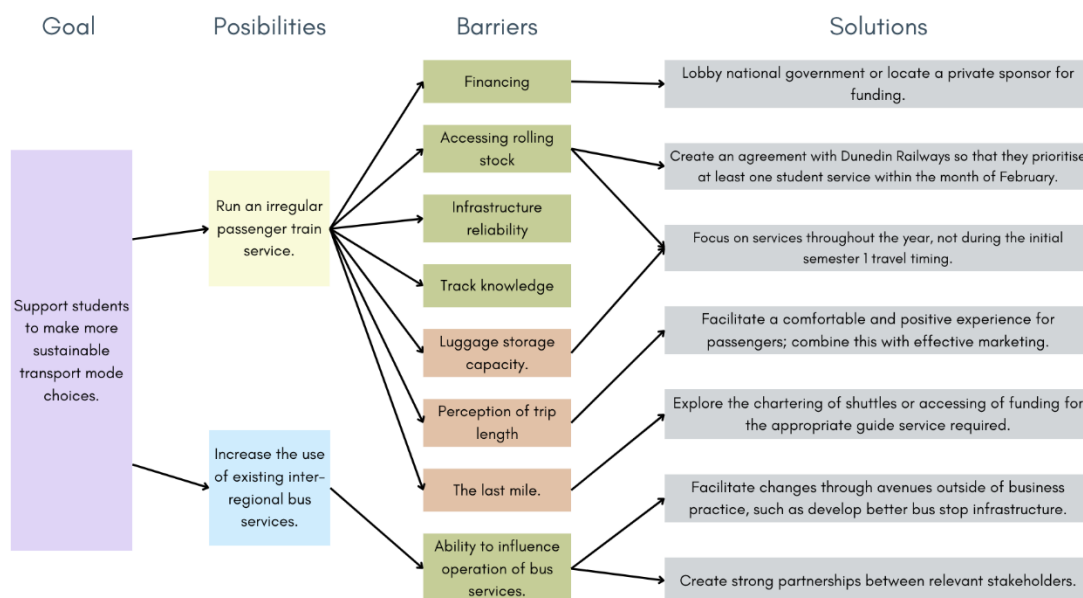 Goal
Posibilities
Barriers
Solutions
Support students
to make more
sustainable
transport mode
choices.
Run an irregular
passenger train
service.
Increase the use
of existing inter-
regional bus
services.
Financing
Accessing rolling
stock
Infrastructure
reliability
Track knowledge
Luggage storage
capacity.
Perception of trip
length
The last mile.
Ability to influence
operation of bus
services.
Lobby national government or locate a private sponsor for
funding.
Create an agreement with Dunedin Railways so that they prioritise
at least one student service within the month of February.
Focus on services throughout the year, not during the initial
semester 1 travel timing.
Facilitate a comfortable and positive experience for
passengers; combine this with effective marketing.
Explore the chartering of shuttles or accessing of funding for
the appropriate guide service required.
Facilitate changes through avenues outside of business
practice, such as develop better bus stop infrastructure.
Create strong partnerships between relevant stakeholders.